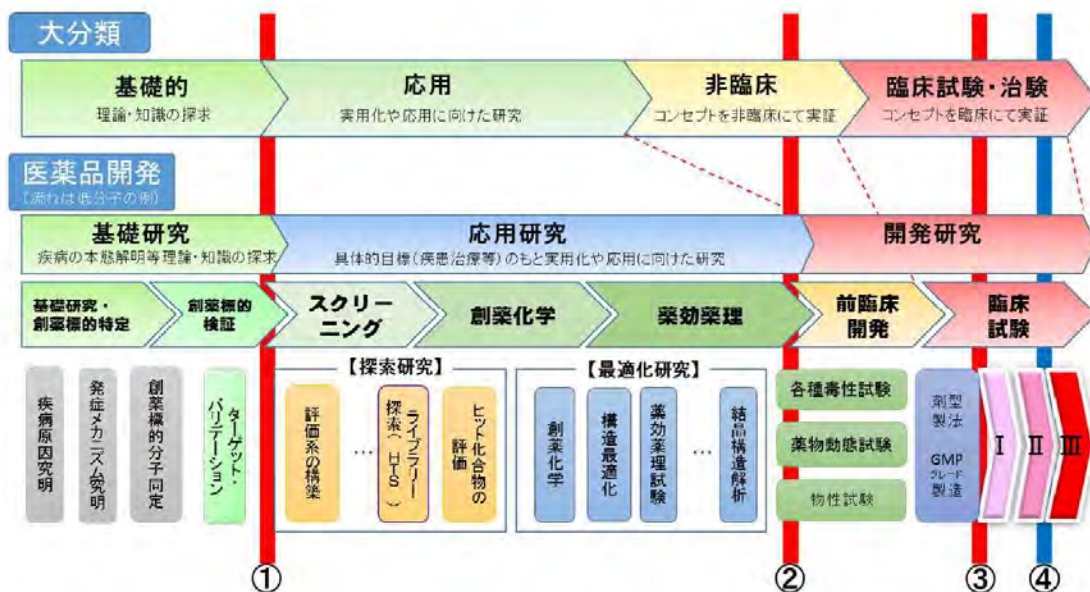 大分類
基礎的
理論・知識の探求
応用
実用化や応用に向けた研究
非臨床
コンセプトを非臨床にて実証
臨床試験・治験
コンセプトを臨床にて実証
医薬品開発
(流れは低分子の例)
基礎研究
疾病の本態解明等理論・知識の探求
応用研究
具体的目標(疾患治療等)のもと実用化や応用に向けた研究
開発研究
基礎研究・
創薬標的特定
創薬標的
検証
スクリー
ニング
創薬化学
薬効薬理
前臨床
開発
臨床
試験
【探索研究】
【最適化研究】
疾病原因究明
発症メカニズム究明
創薬標的分子同定
ターゲット・
バリデーション
評価系の構築
…
ライブラリー
探索(HTS)
ヒット化合物の
評価
創薬化学
構造最適化
薬効薬理試験
…
結晶構造解析
各種毒性試験
薬物動態試験
物性試験
剤型
製法
GMP
グレード
製造
Ⅰ
Ⅱ
Ⅲ
①
②
③
④